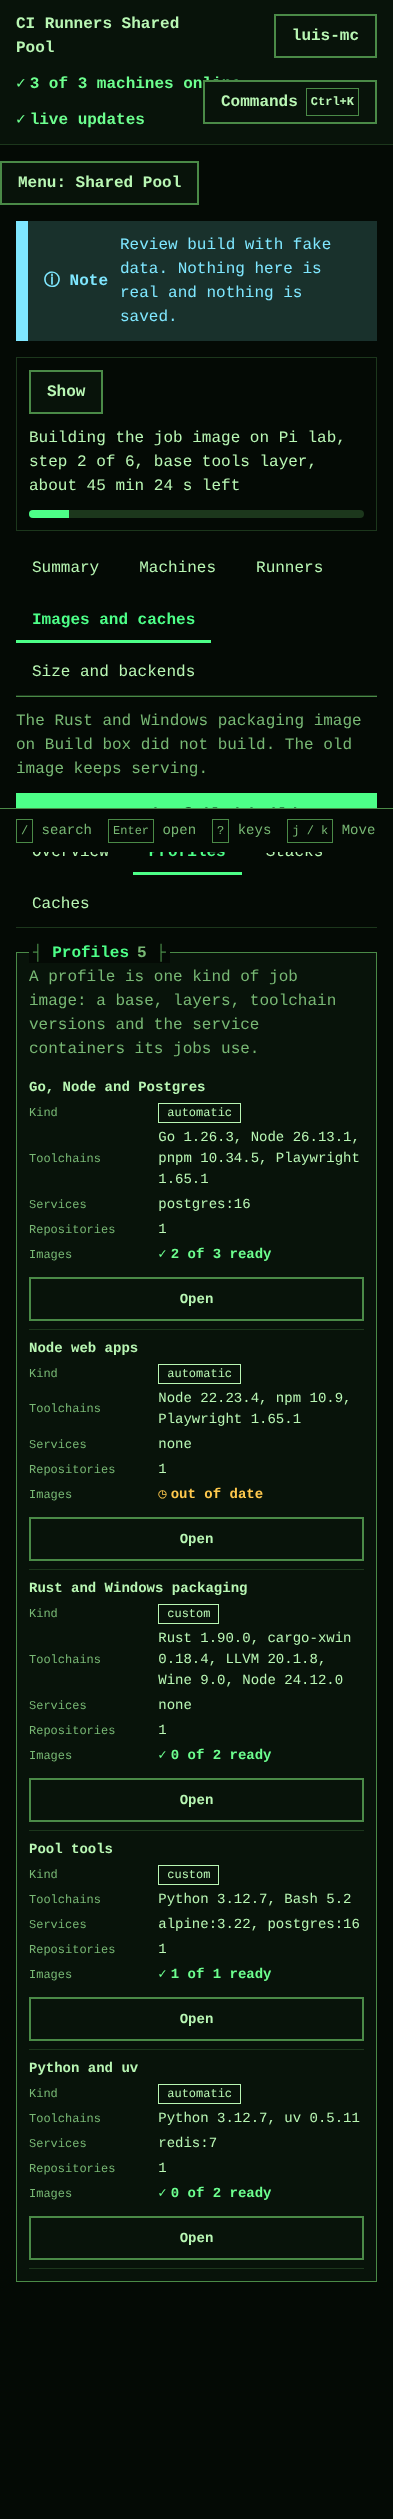 CI Runners Shared
Pool
luis-mc
✓ 3 of 3 machines online
Commands Ctrl+K
✓ live updates
Menu: Shared Pool
ⓘ Note
Review build with fake
data. Nothing here is
real and nothing is
saved.
Show
Building the job image on Pi lab,
step 2 of 6, base tools layer,
about 45 min 24 s left
Summary Machines Runners
Images and caches
Size and backends
The Rust and Windows packaging image
on Build box did not build. The old
image keeps serving.
/ search Enter open ? keys j / k Move
Overview Profiles Stacks
Caches
Profiles 5
A profile is one kind of job
image: a base, layers, toolchain
versions and the service
containers its jobs use.
Go, Node and Postgres
Kind automatic
Toolchains Go 1.26.3, Node 26.13.1,
pnpm 10.34.5, Playwright
1.65.1
Services postgres:16
Repositories 1
Images ✓ 2 of 3 ready
Open
Node web apps
Kind automatic
Toolchains Node 22.23.4, npm 10.9,
Playwright 1.65.1
Services none
Repositories 1
Images ◷ out of date
Open
Rust and Windows packaging
Kind custom
Toolchains Rust 1.90.0, cargo-xwin
0.18.4, LLVM 20.1.8,
Wine 9.0, Node 24.12.0
Services none
Repositories 1
Images ✓ 0 of 2 ready
Open
Pool tools
Kind custom
Toolchains Python 3.12.7, Bash 5.2
Services alpine:3.22, postgres:16
Repositories 1
Images ✓ 1 of 1 ready
Open
Python and uv
Kind automatic
Toolchains Python 3.12.7, uv 0.5.11
Services redis:7
Repositories 1
Images ✓ 0 of 2 ready
Open